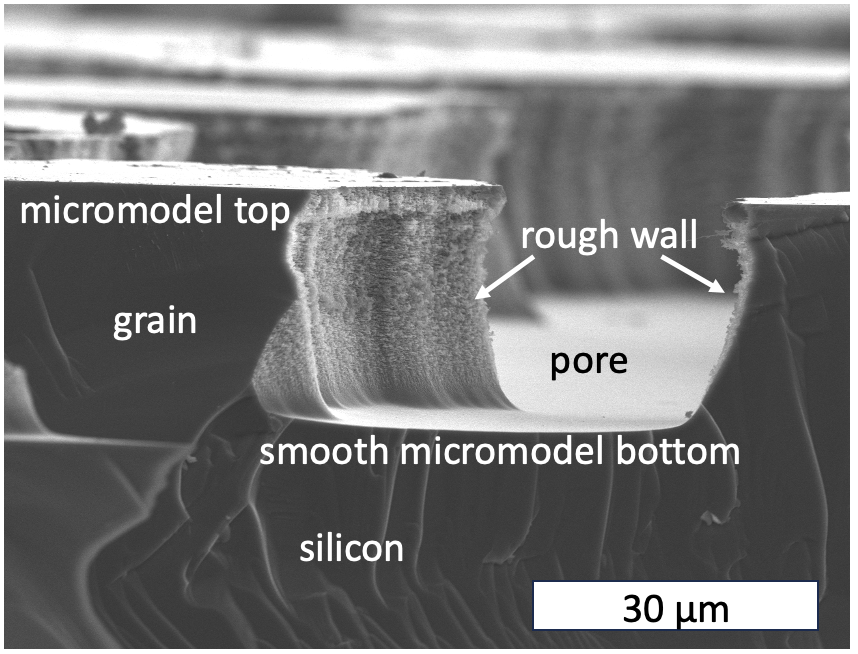 micromodel top
rough wall
grain
pore
smooth micromodel bottom
silicon
30 µm